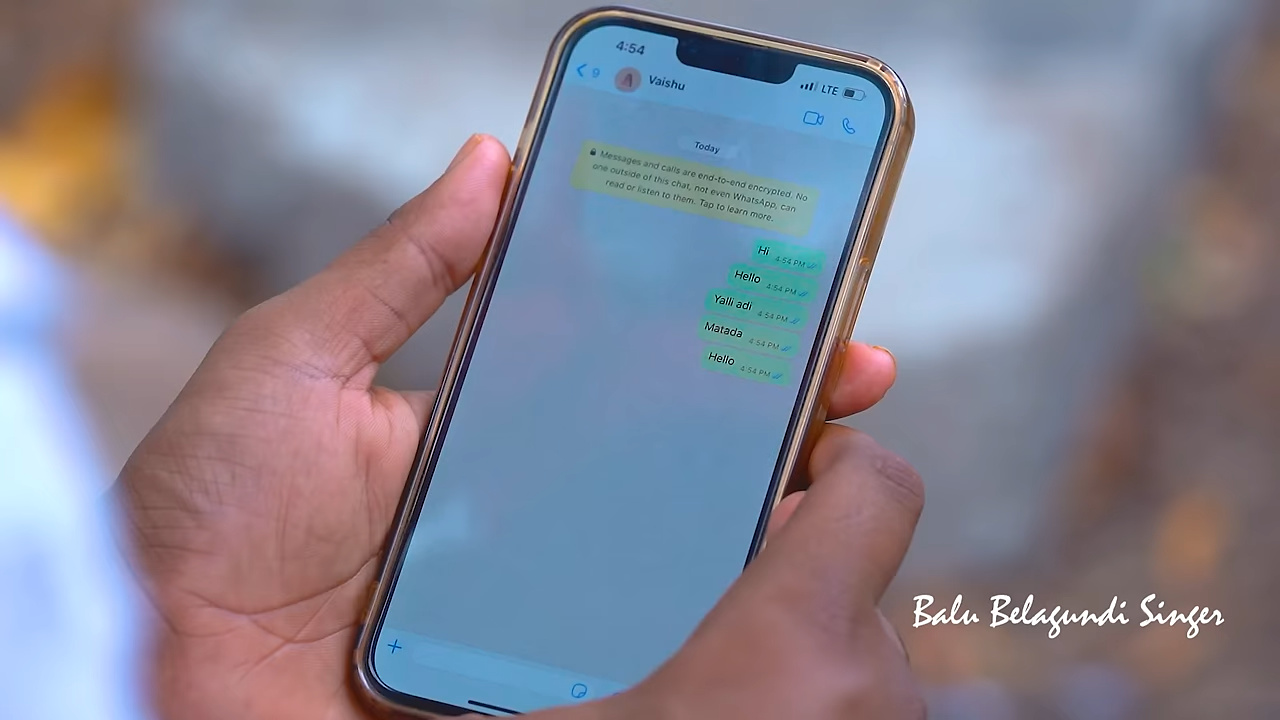 4:54
LTE
9
A
Vaishu
Today
Messages and calls are end-to-end encrypted. No
one outside of this chat, not even WhatsApp, can
read or listen to them. Tap to learn more.
Hi 4:54 PM
Hello 4:54 PM
Yalli adi 4:54 PM
Matada 4:54 PM
Hello 4:54 PM
Balu Belagundi Singer